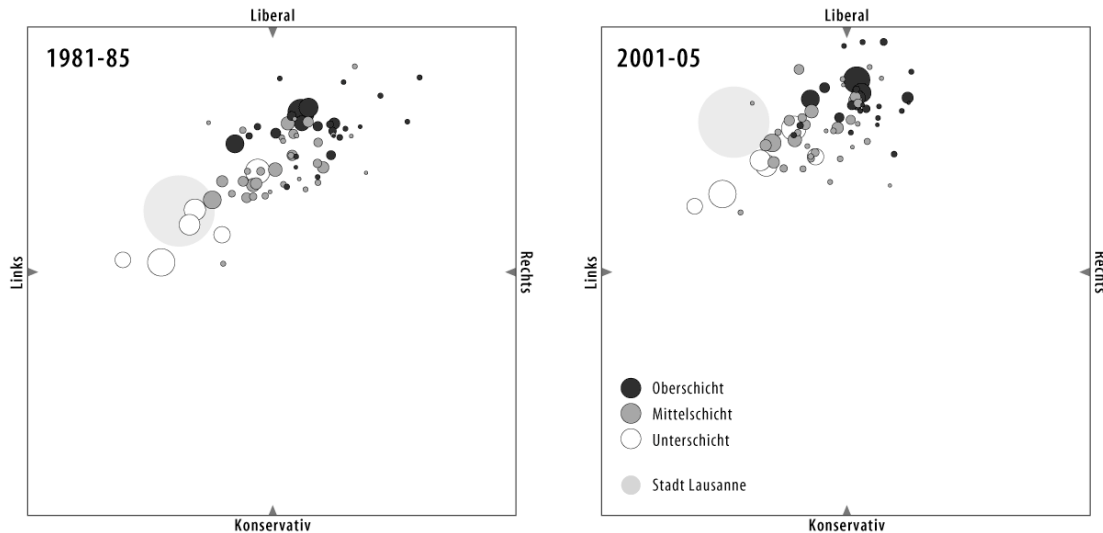 Liberal
1981-85
Links
Rechts
Konservativ
Liberal
2001-05
Links
Rechts
Oberschicht
Mittelschicht
Unterschicht
Stadt Lausanne
Konservativ